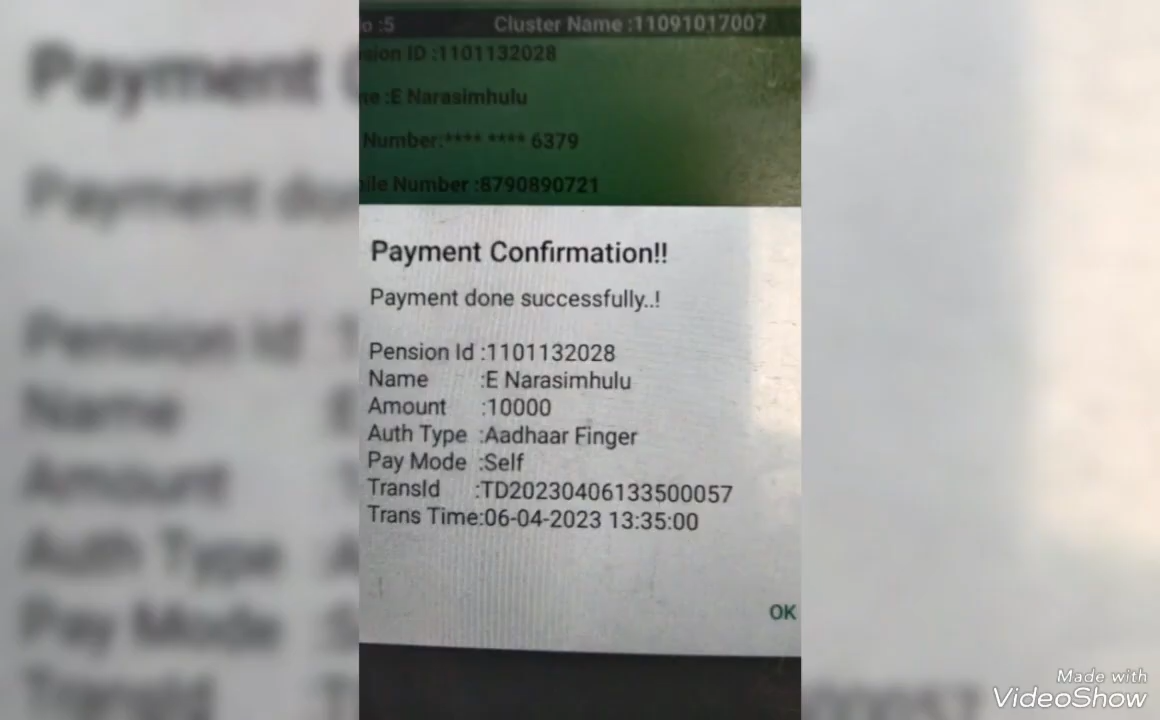 :5 Cluster Name :11091017007
ID :1101132028
:E Narasimhulu
Number:**** **** 6379
Number :8790890721
Payment Confirmation!!
Payment done successfully..!
Pension Id :1101132028
Name :E Narasimhulu
Amount :10000
Auth Type :Aadhaar Finger
Pay Mode :Self
TransId :TD20230406133500057
Trans Time:06-04-2023 13:35:00
OK
Made with
VideoShow